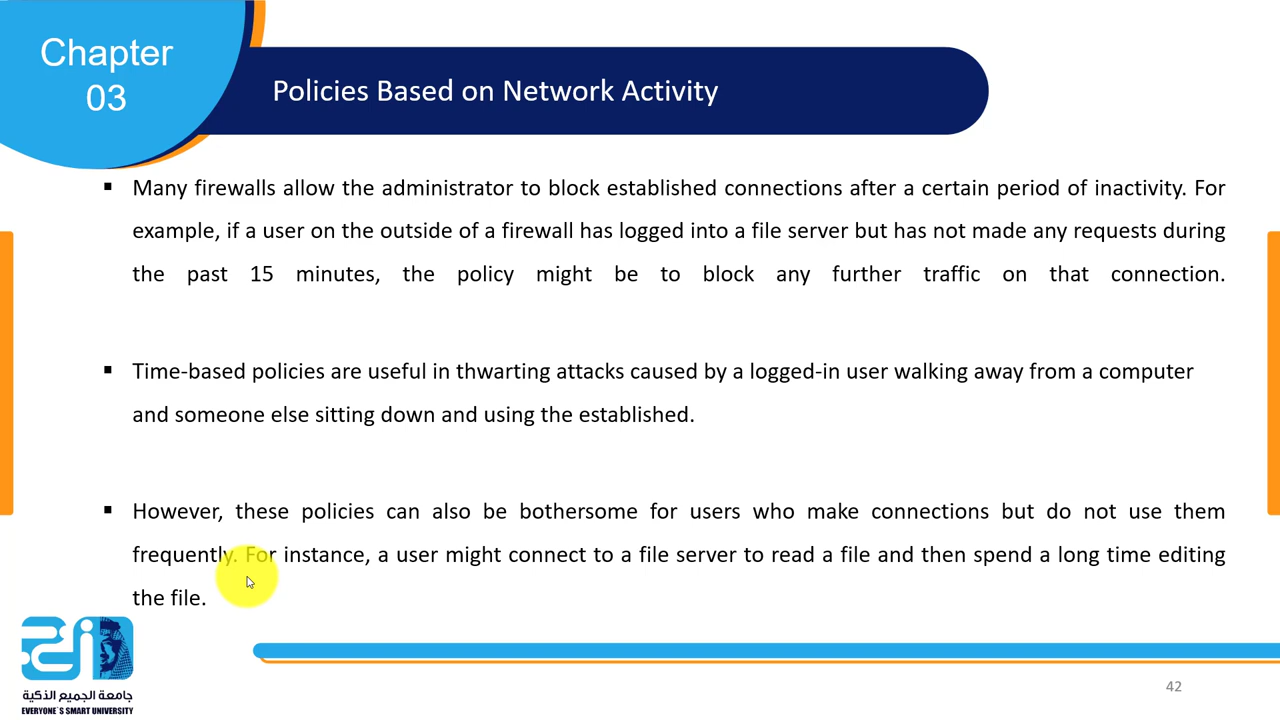 Chapter
03
Policies Based on Network Activity
▪ Many firewalls allow the administrator to block established connections after a certain period of inactivity. For
example, if a user on the outside of a firewall has logged into a file server but has not made any requests during
the past 15 minutes, the policy might be to block any further traffic on that connection.
▪ Time-based policies are useful in thwarting attacks caused by a logged-in user walking away from a computer
and someone else sitting down and using the established.
▪ However, these policies can also be bothersome for users who make connections but do not use them
frequently. For instance, a user might connect to a file server to read a file and then spend a long time editing
the file.
جامعة الجميع الذكية
EVERYONE`S SMART UNIVERSITY
42